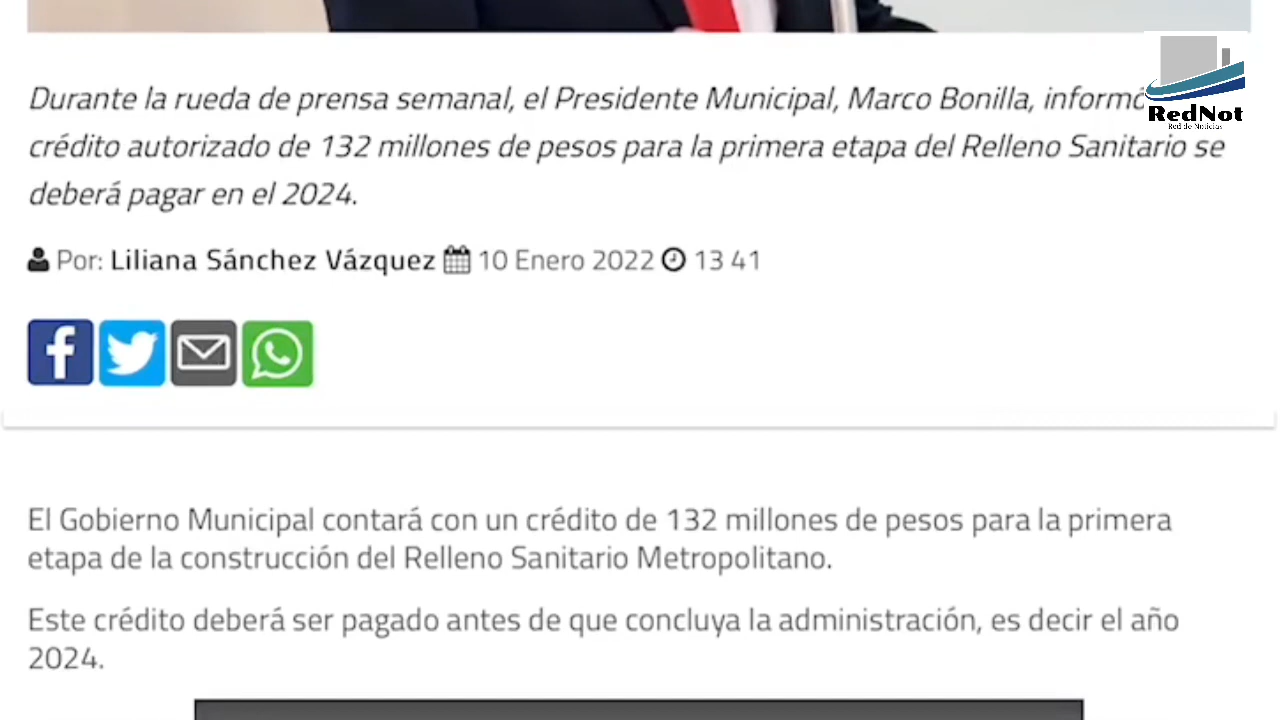 Durante la rueda de prensa semanal, el Presidente Municipal, Marco Bonilla, informó
crédito autorizado de 132 millones de pesos para la primera etapa del Relleno Sanitario se
deberá pagar en el 2024.
Por: Liliana Sánchez Vázquez 10 Enero 2022 13 41
El Gobierno Municipal contará con un crédito de 132 millones de pesos para la primera
etapa de la construcción del Relleno Sanitario Metropolitano.
Este crédito deberá ser pagado antes de que concluya la administración, es decir el año
2024.
RedNot
Red de Noticias